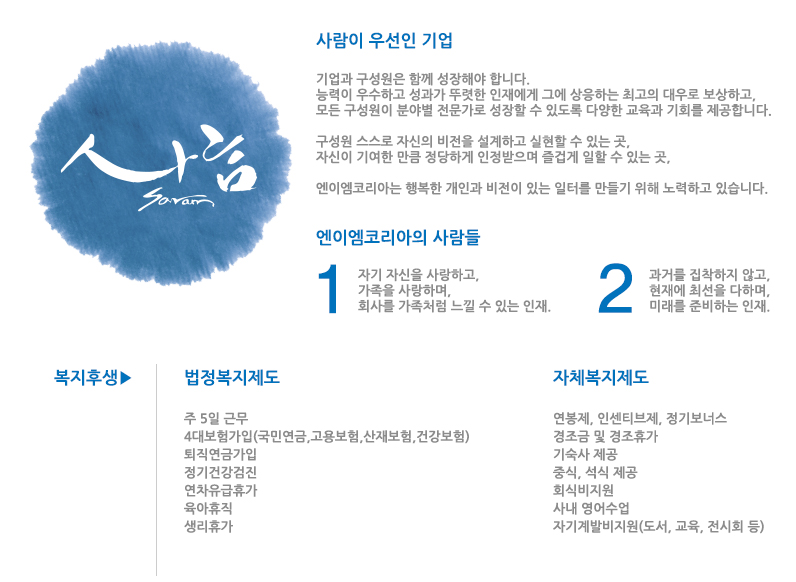 사람이 우선인 기업
기업과 구성원은 함께 성장해야 합니다.
능력이 우수하고 성과가 뚜렷한 인재에게 그에 상응하는 최고의 대우로 보상하고,
모든 구성원이 분야별 전문가로 성장할 수 있도록 다양한 교육과 기회를 제공합니다.
구성원 스스로 자신의 비전을 설계하고 실현할 수 있는 곳,
자신이 기여한 만큼 정당하게 인정받으며 즐겁게 일할 수 있는 곳,
엔이엠코리아는 행복한 개인과 비전이 있는 일터를 만들기 위해 노력하고 있습니다.
사람
Saram
엔이엠코리아의 사람들
1
자기 자신을 사랑하고,
가족을 사랑하며,
회사를 가족처럼 느낄 수 있는 인재.
2
과거를 집착하지 않고,
현재에 최선을 다하며,
미래를 준비하는 인재.
복지후생▶
법정복지제도
주 5일 근무
4대보험가입(국민연금,고용보험,산재보험,건강보험)
퇴직연금가입
정기건강검진
연차유급휴가
육아휴직
생리휴가
자체복지제도
연봉제, 인센티브제, 정기보너스
경조금 및 경조휴가
기숙사 제공
중식, 석식 제공
회식비지원
사내 영어수업
자기계발비지원(도서, 교육, 전시회 등)